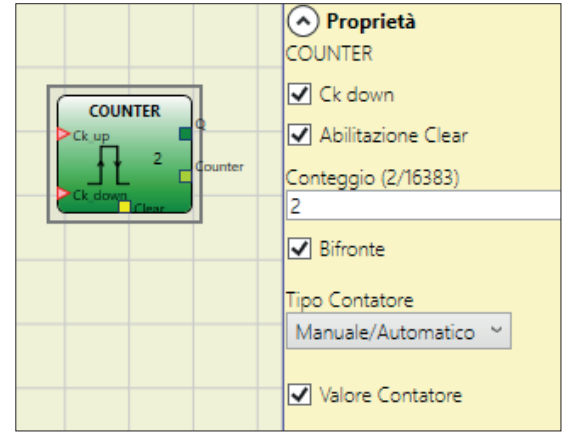 COUNTER
Ck_up
Q
2
Counter
Ck_down
Clear
Proprietà
COUNTER
Ck down
Abilitazione Clear
Conteggio (2/16383)
2
Bifronte
Tipo Contatore
Manuale/Automatico
Valore Contatore